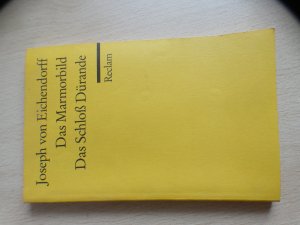 Joseph von Eichendorff
Das Marmorbild
Das Schloß Dürande
Reclam